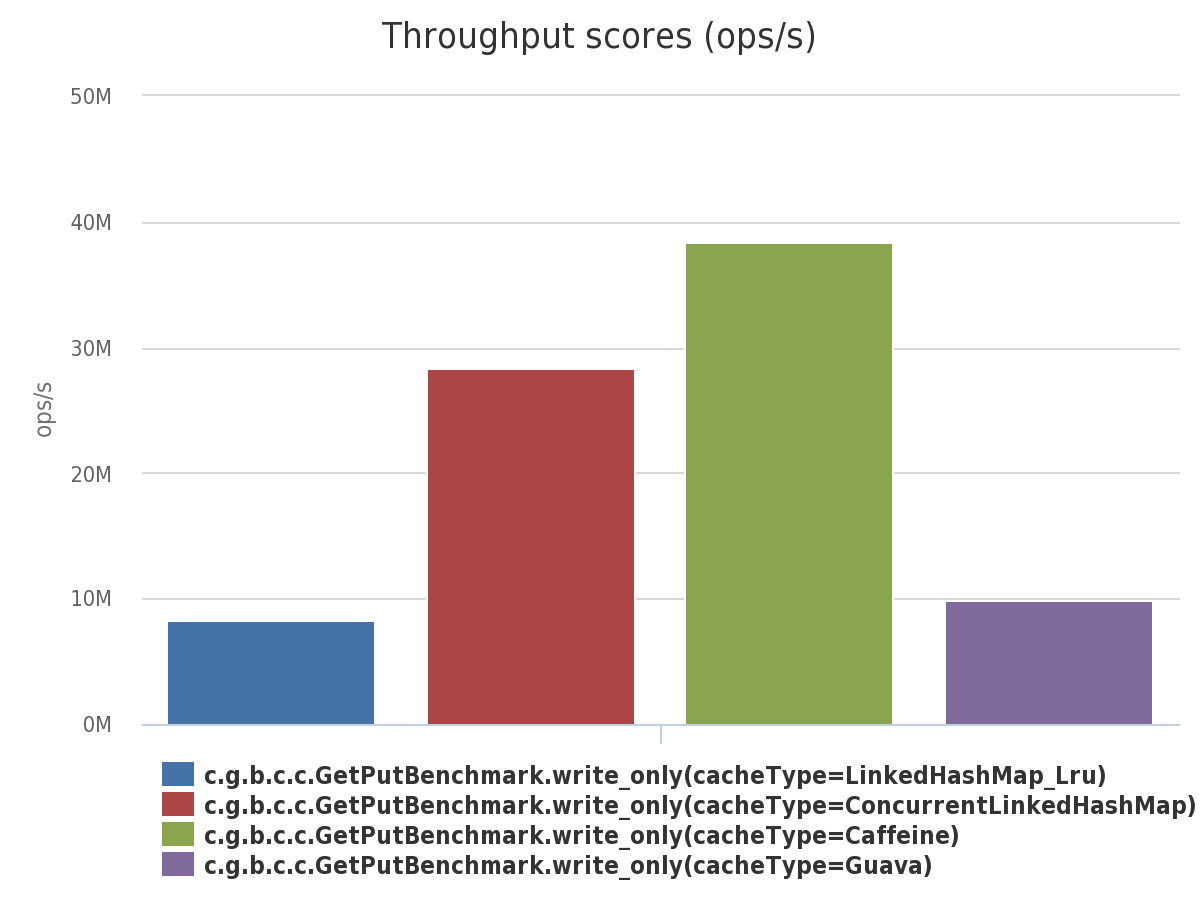 Throughput scores (ops/s)
50M
40M
30M
20M
10M
0M
ops/s
c.g.b.c.c.GetPutBenchmark.write_only(cacheType=LinkedHashMap_Lru)
c.g.b.c.c.GetPutBenchmark.write_only(cacheType=ConcurrentLinkedHashMap)
c.g.b.c.c.GetPutBenchmark.write_only(cacheType=Caffeine)
c.g.b.c.c.GetPutBenchmark.write_only(cacheType=Guava)